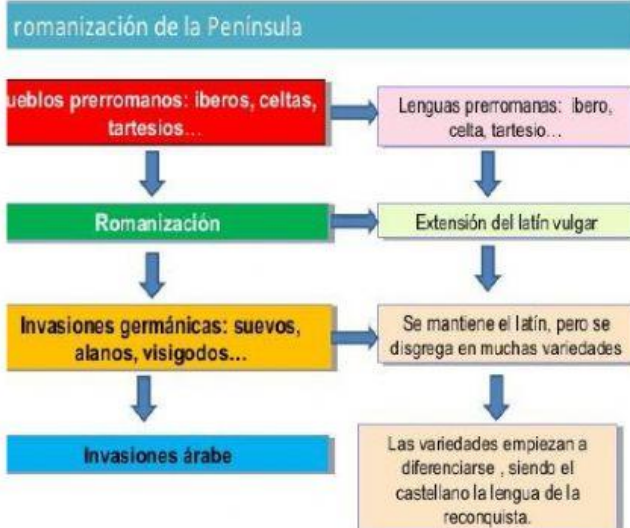 romanización de la Península
ueblos prerromanos: iberos, celtas,
tartesios...
Lenguas prerromanas: ibero,
celta, tartesio...
Romanización
Extensión del latín vulgar
Invasiones germánicas: suevos,
alanos, visigodos...
Se mantiene el latín, pero se
disgrega en muchas variedades
Invasiones árabe
Las variedades empiezan a
diferenciarse , siendo el
castellano la lengua de la
reconquista.